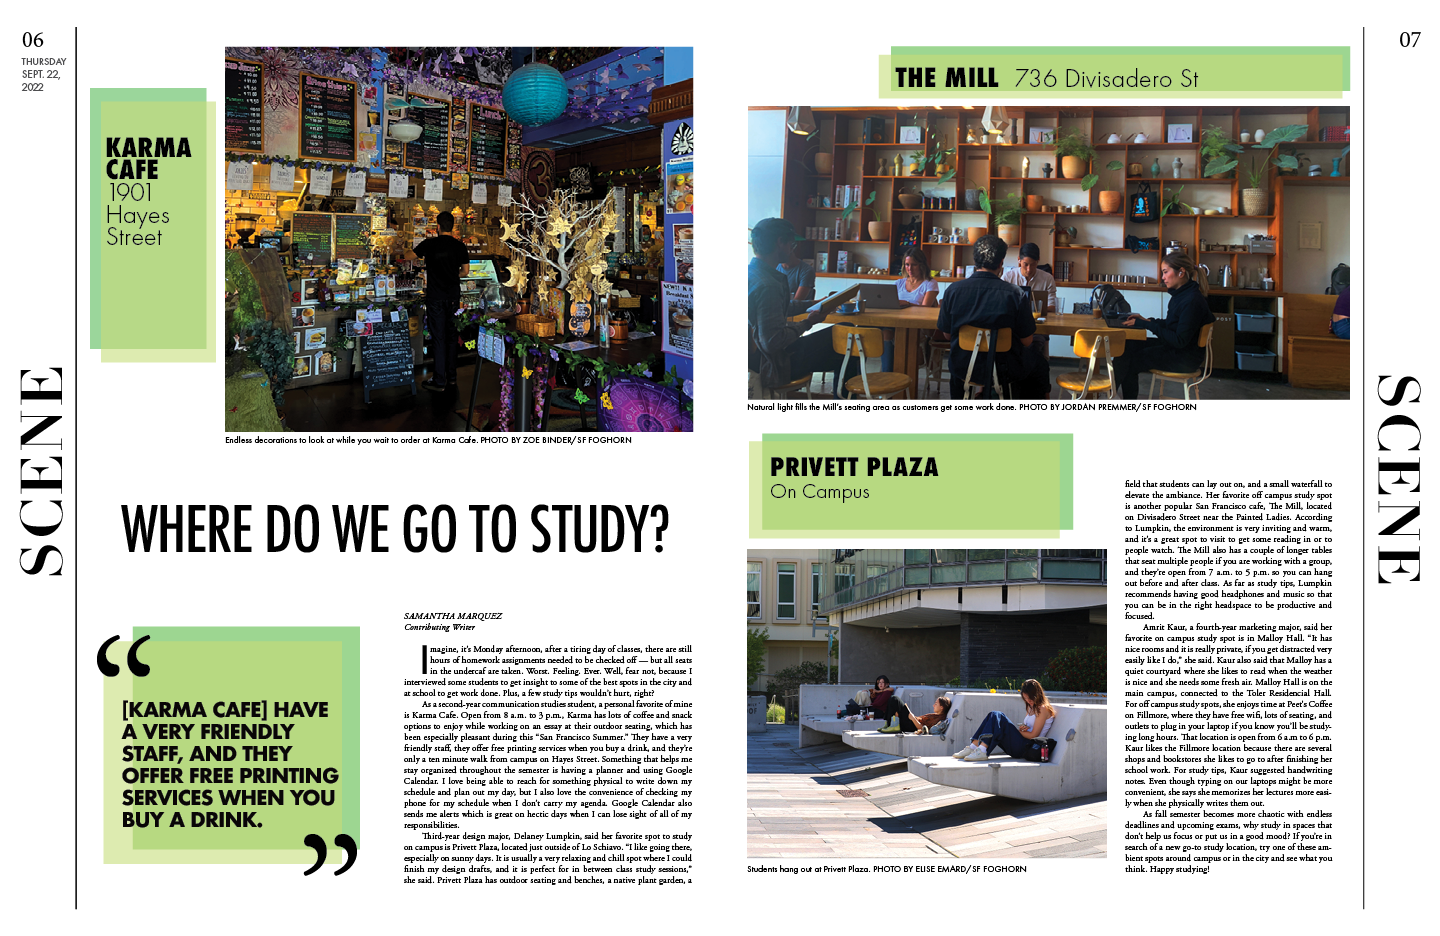 06
THURSDAY
SEPT. 22,
2022
SCENE
KARMA
CAFE
1901
Hayes
Street
Endless decorations to look at while you wait to order at Karma Cafe. PHOTO BY ZOE BINDER/SF FOGHORN
WHERE DO WE GO TO STUDY?
“
[KARMA CAFE] HAVE
A VERY FRIENDLY
STAFF, AND THEY
OFFER FREE PRINTING
SERVICES WHEN YOU
BUY A DRINK.
”
SAMANTHA MARQUEZ
Contributing Writer
Imagine, it's Monday afternoon, after a tiring day of classes, there are still
hours of homework assignments needed to be checked off — but all seats
in the undercaf are taken. Worst. Feeling. Ever. Well, fear not, because I
interviewed some students to get insight to some of the best spots in the city and
at school to get work done. Plus, a few study tips wouldn't hurt, right?
As a second-year communication studies student, a personal favorite of mine
is Karma Cafe. Open from 8 a.m. to 3 p.m., Karma has lots of coffee and snack
options to enjoy while working on an essay at their outdoor seating, which has
been especially pleasant during this “San Francisco Summer.” They have a very
friendly staff, they offer free printing services when you buy a drink, and they're
only a ten minute walk from campus on Hayes Street. Something that helps me
stay organized throughout the semester is having a planner and using Google
Calendar. I love being able to reach for something physical to write down my
schedule and plan out my day, but I also love the convenience of checking my
phone for my schedule when I don't carry my agenda. Google Calendar also
sends me alerts which is great on hectic days when I can lose sight of all of my
responsibilities.
Third-year design major, Delaney Lumpkin, said her favorite spot to study
on campus is Privett Plaza, located just outside of Lo Schiavo. “I like going there,
especially on sunny days. It is usually a very relaxing and chill spot where I could
finish my design drafts, and it is perfect for in between class study sessions,”
she said. Privett Plaza has outdoor seating and benches, a native plant garden, a
07
SCENE
THE MILL 736 Divisadero St
Natural light fills the Mill's seating area as customers get some work done. PHOTO BY JORDAN PREMMER/SF FOGHORN
PRIVETT PLAZA
On Campus
Students hang out at Privett Plaza. PHOTO BY ELISE EMARD/SF FOGHORN
field that students can lay out on, and a small waterfall to
elevate the ambiance. Her favorite off campus study spot
is another popular San Francisco cafe, The Mill, located
on Divisadero Street near the Painted Ladies. According
to Lumpkin, the environment is very inviting and warm,
and it's a great spot to visit to get some reading in or to
people watch. The Mill also has a couple of longer tables
that seat multiple people if you are working with a group,
and they're open from 7 a.m. to 5 p.m. so you can hang
out before and after class. As far as study tips, Lumpkin
recommends having good headphones and music so that
you can be in the right headspace to be productive and
focused.
Amrit Kaur, a fourth-year marketing major, said her
favorite on campus study spot is in Malloy Hall. “It has
nice rooms and it is really private, if you get distracted very
easily like I do,” she said. Kaur also said that Malloy has a
quiet courtyard where she likes to read when the weather
is nice and she needs some fresh air. Malloy Hall is on the
main campus, connected to the Toler Residencial Hall.
For off campus study spots, she enjoys time at Peet's Coffee
on Fillmore, where they have free wifi, lots of seating, and
outlets to plug in your laptop if you know you'll be study-
ing long hours. That location is open from 6 a.m to 6 p.m.
Kaur likes the Fillmore location because there are several
shops and bookstores she likes to go to after finishing her
school work. For study tips, Kaur suggested handwriting
notes. Even though typing on our laptops might be more
convenient, she says she memorizes her lectures more easi-
ly when she physically writes them out.
As fall semester becomes more chaotic with endless
deadlines and upcoming exams, why study in spaces that
don't help us focus or put us in a good mood? If you're in
search of a new go-to study location, try one of these am-
bient spots around campus or in the city and see what you
think. Happy studying!